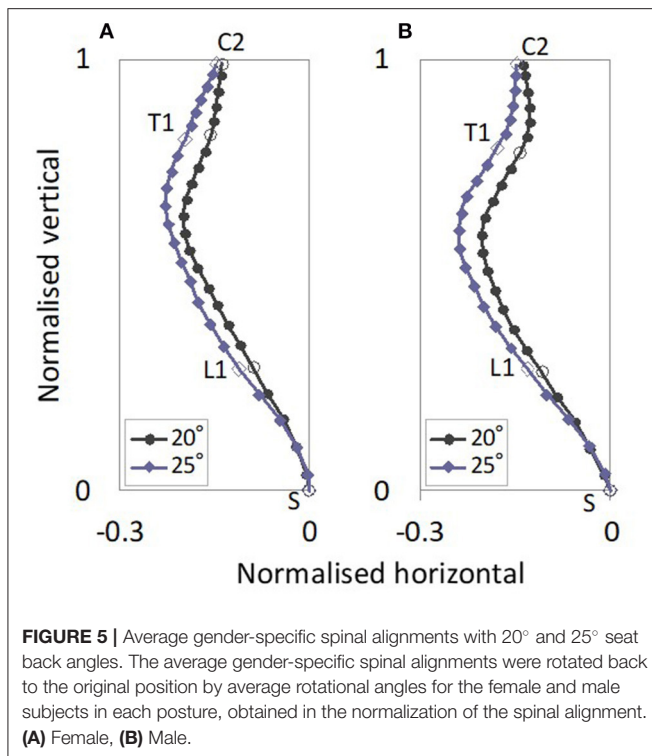 A
B
C2
C2
1
1
T1
T1
Normalised vertical
L1
L1
20°
25°
20°
25°
0
0
S
S
-0.3
0
-0.3
0
Normalised horizontal
FIGURE 5 | Average gender-specific spinal alignments with 20° and 25° seat
back angles. The average gender-specific spinal alignments were rotated back
to the original position by average rotational angles for the female and male
subjects in each posture, obtained in the normalization of the spinal alignment.
(A) Female, (B) Male.